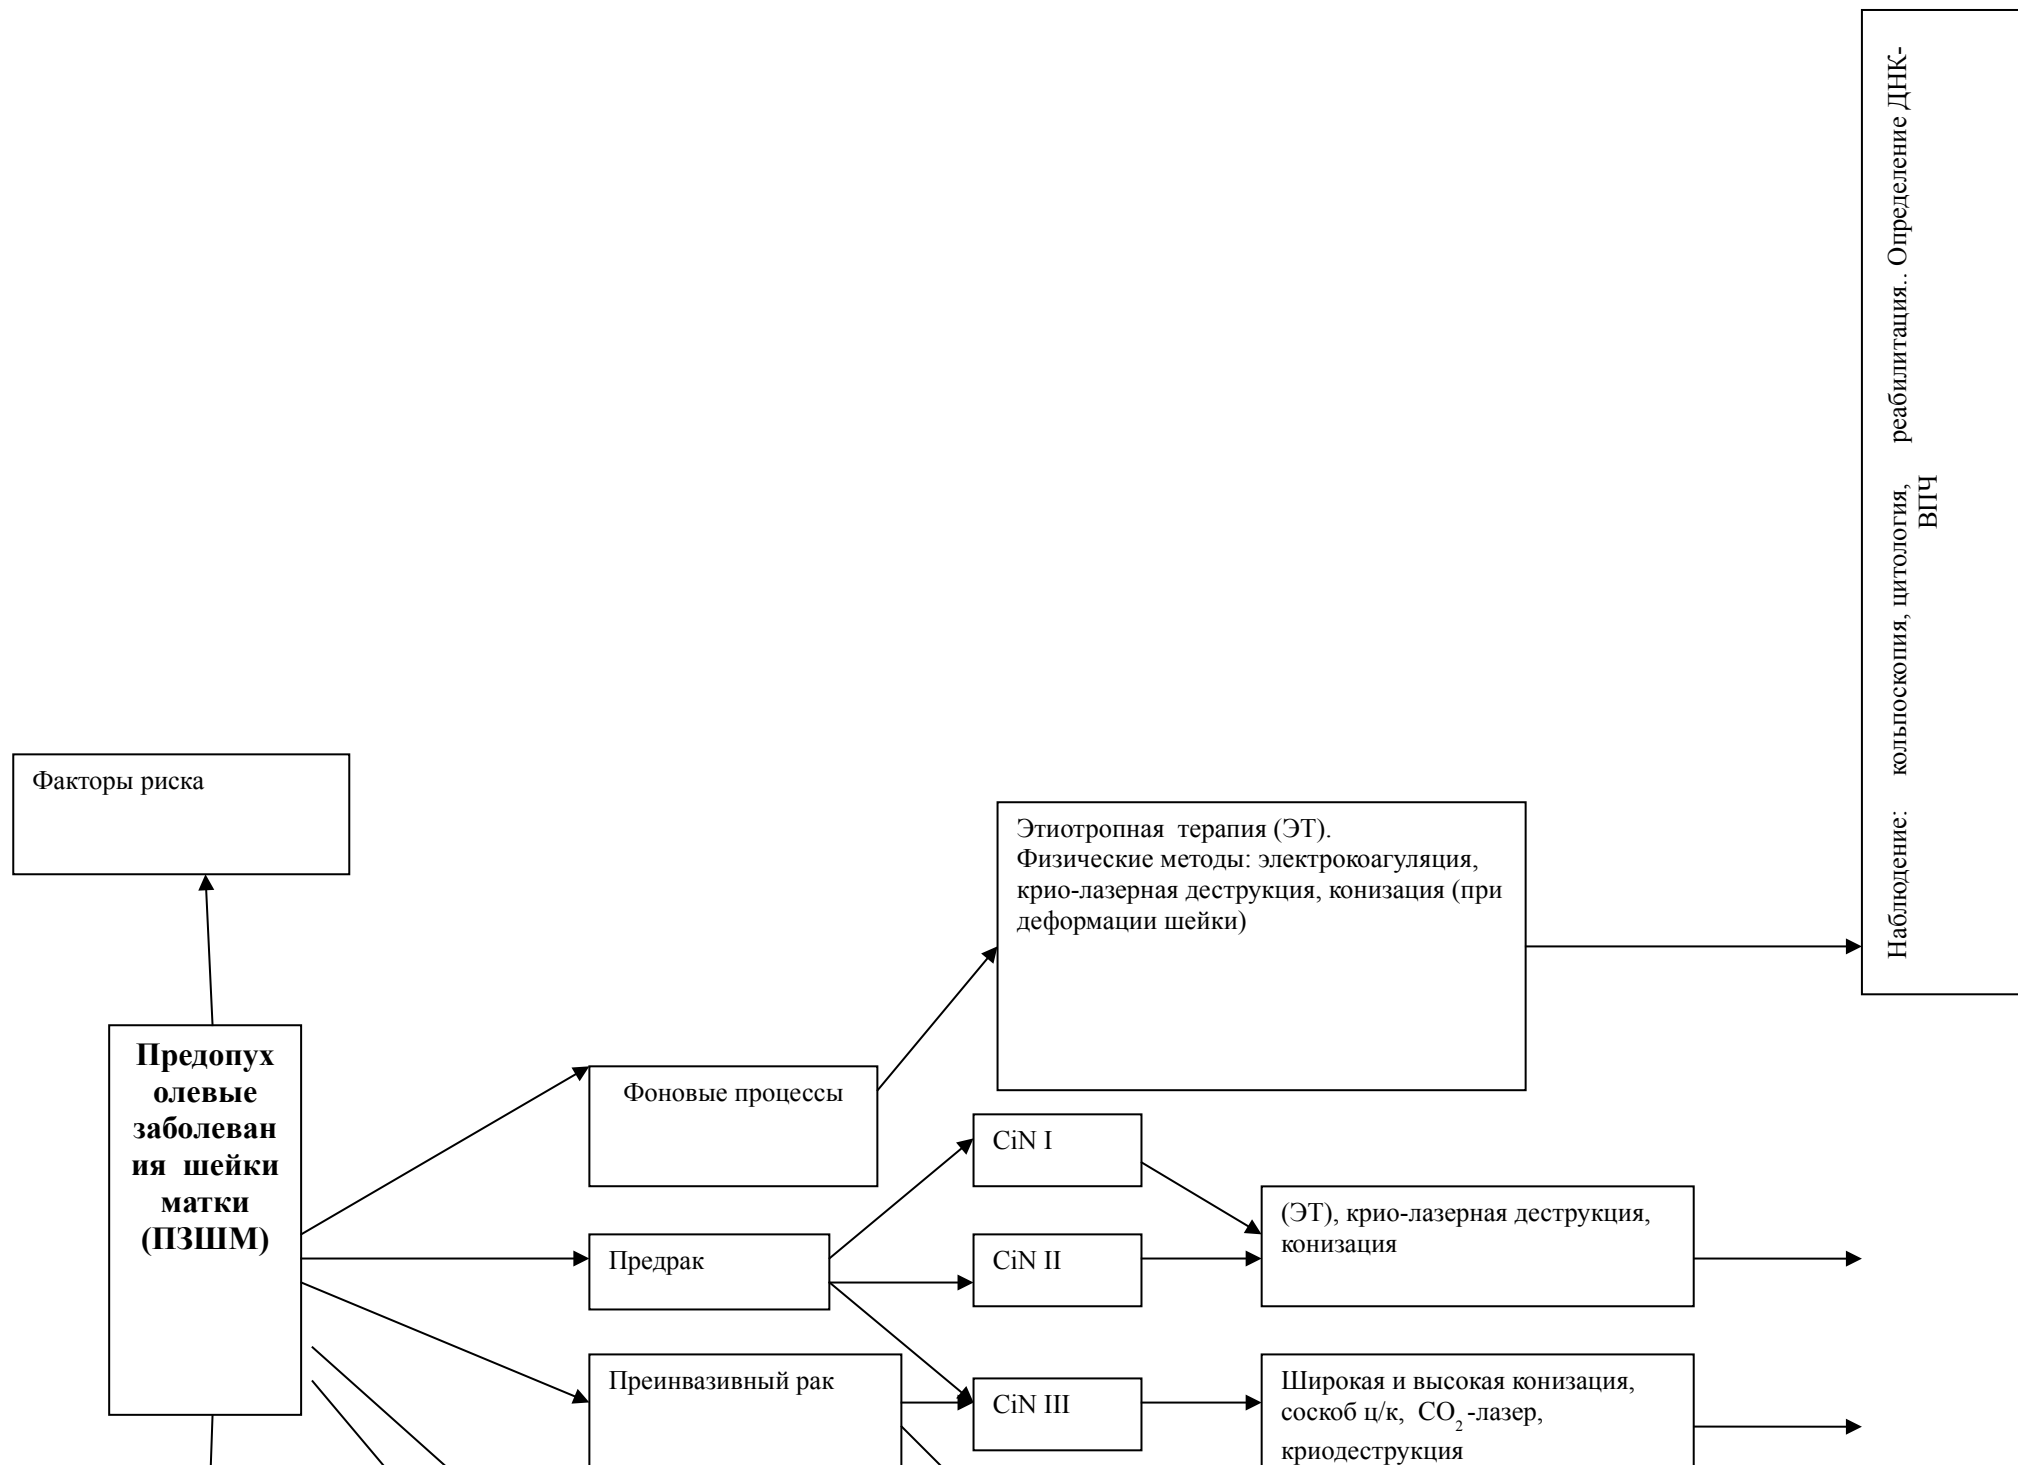 Наблюдение: кольпоскопия, цитология, реабилитация.. Определение ДНК-
ВПЧ
Факторы риска
Этиотропная терапия (ЭТ).
Физические методы: электрокоагуляция,
крио-лазерная деструкция, конизация (при
деформации шейки)
Предопух
олевые
заболеван
ия шейки
матки
(ПЗШМ)
Фоновые процессы
CiN I
(ЭТ), крио-лазерная деструкция,
конизация
Предрак
CiN II
Преинвазивный рак
CiN III
Широкая и высокая конизация,
соскоб ц/к, CO₂-лазер,
криодеструкция